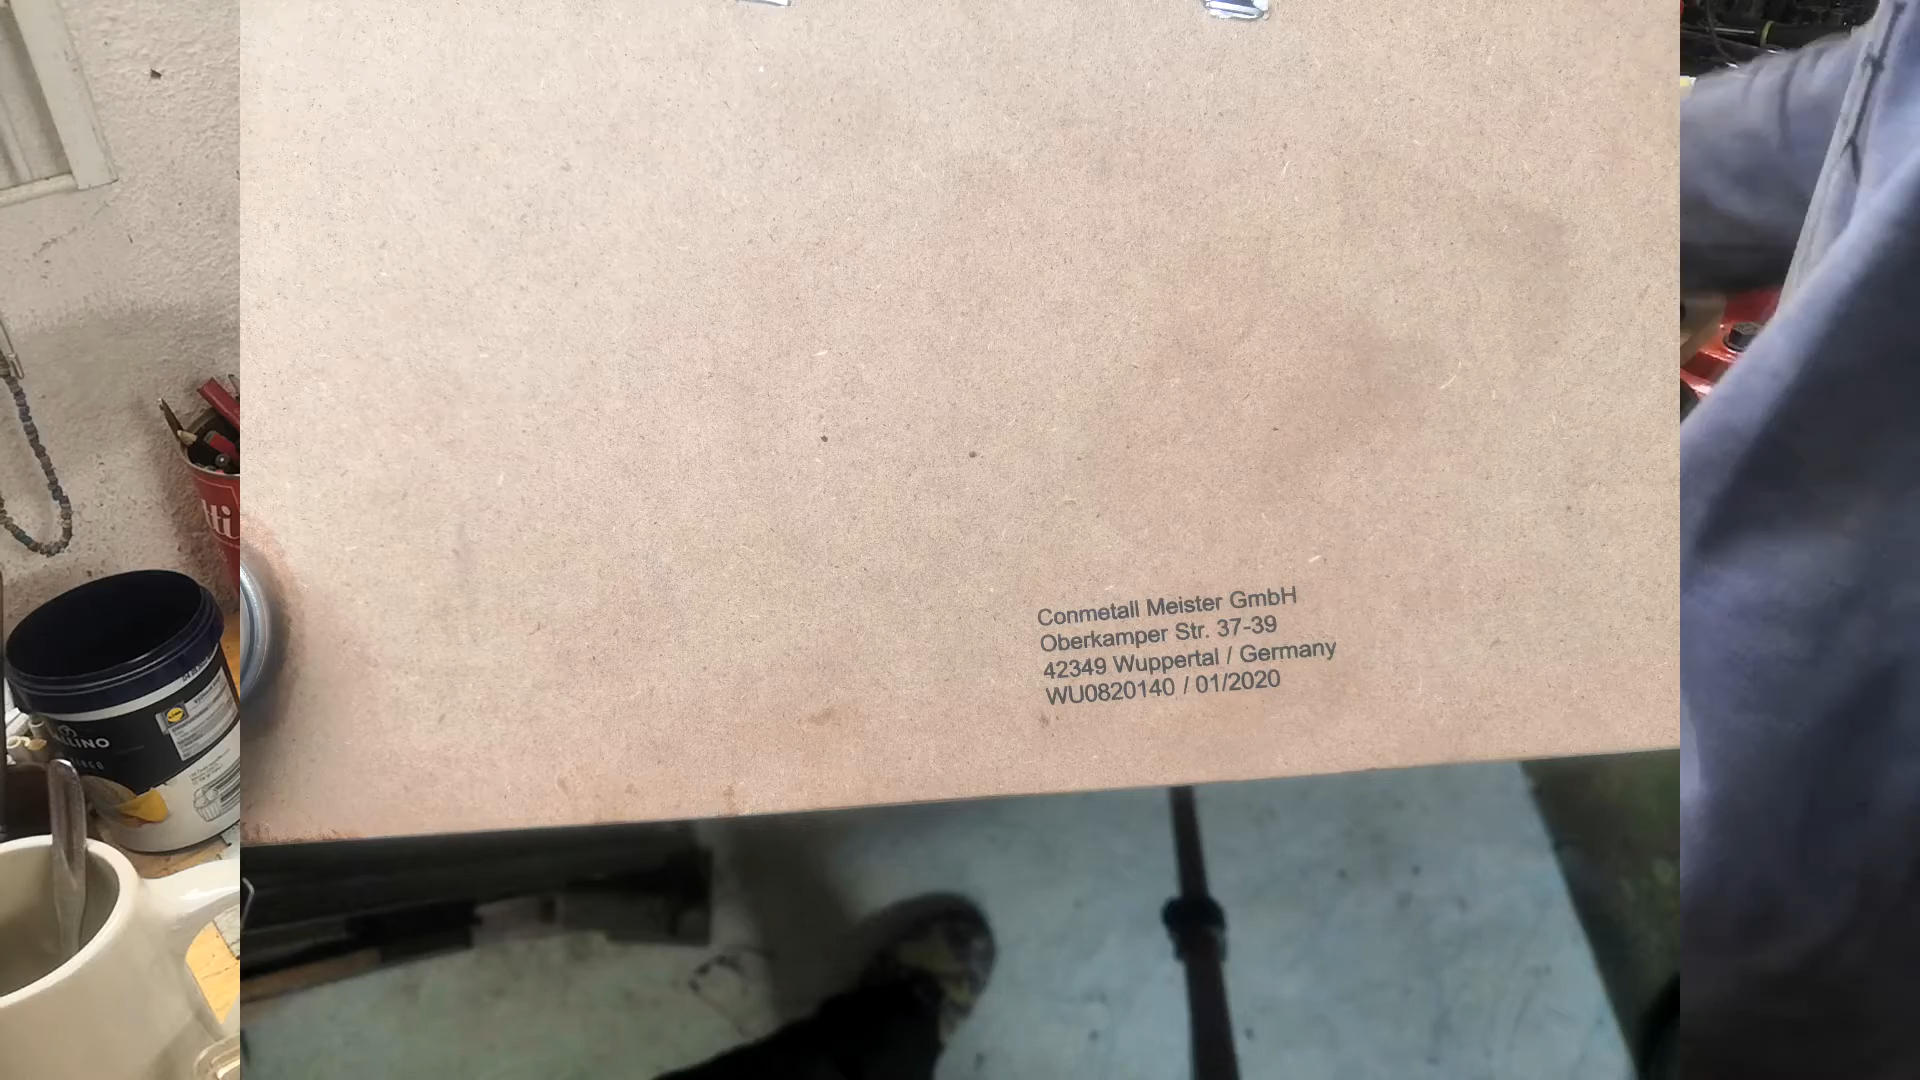 Conmetall Meister GmbH
Oberkamper Str. 37-39
42349 Wuppertal / Germany
WU0820140 / 01/2020